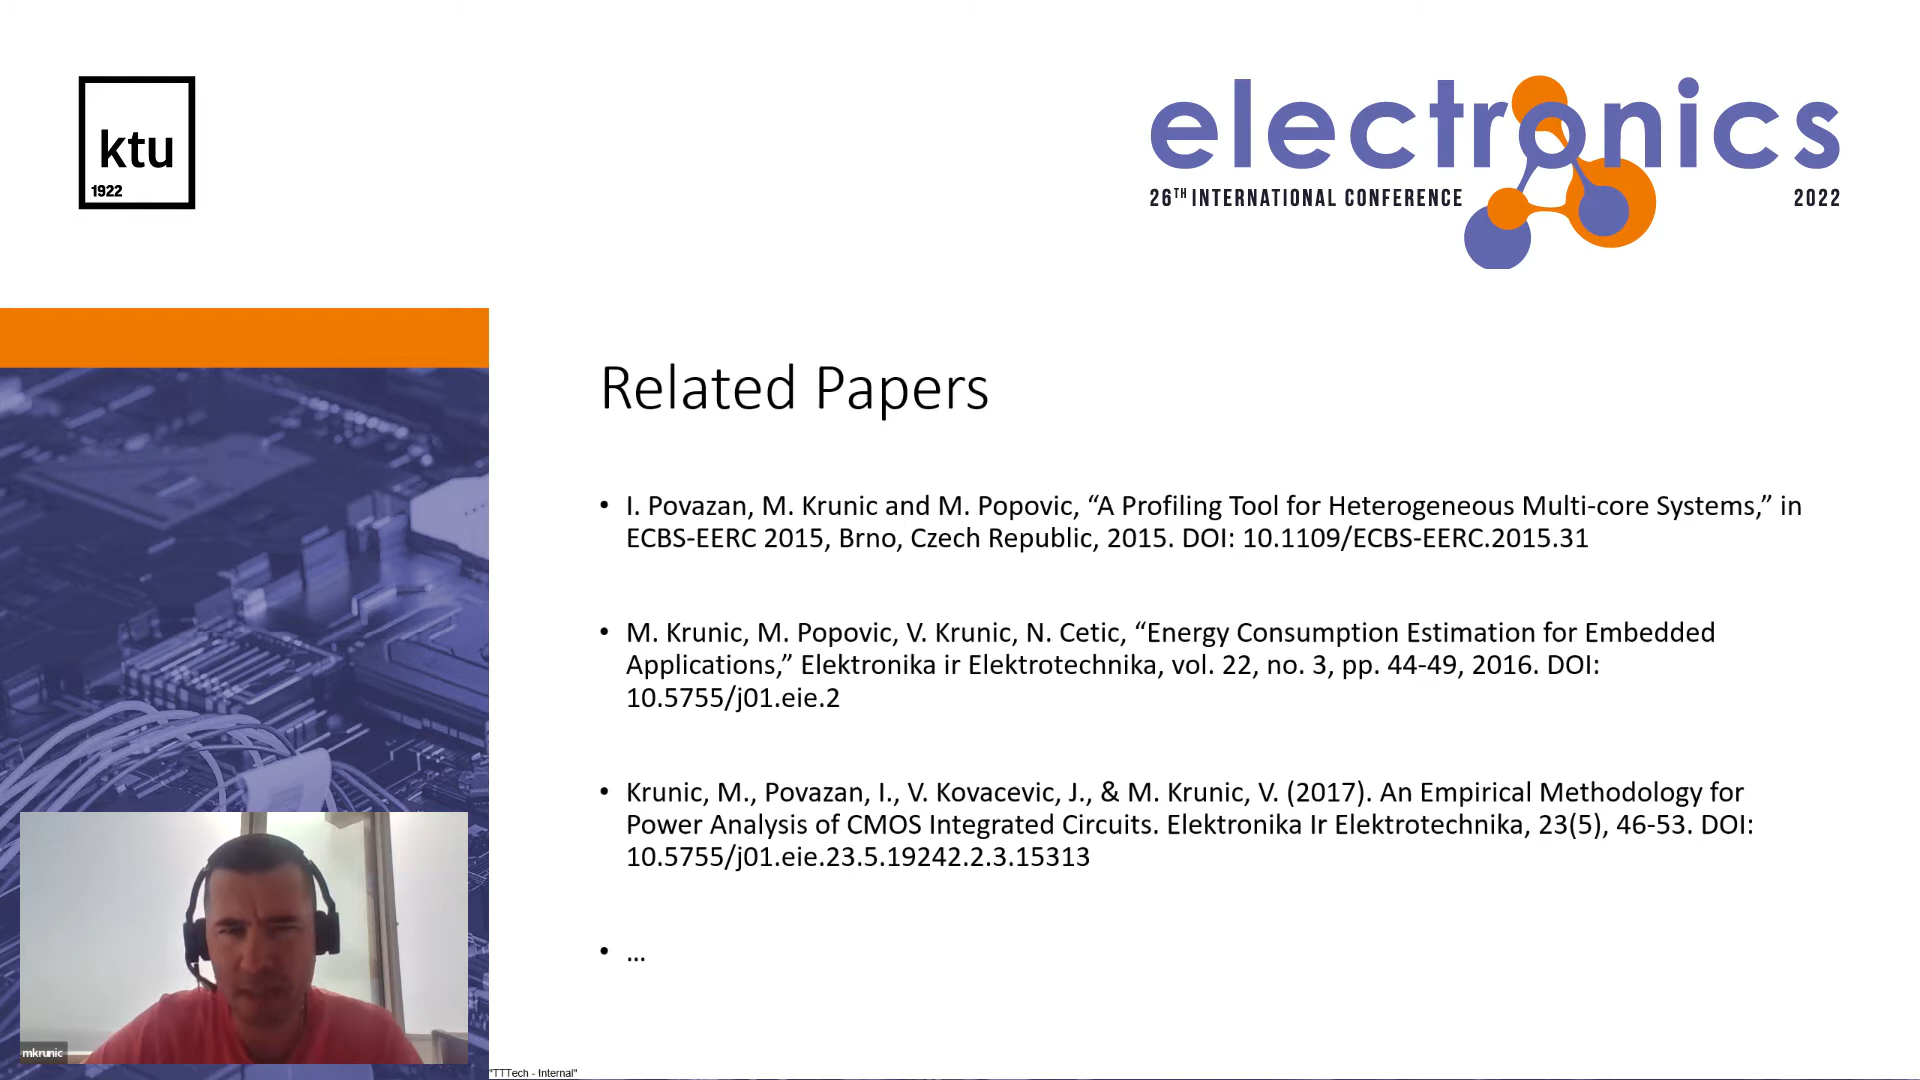 ktu
1922
electronics
26TH INTERNATIONAL CONFERENCE
2022
Related Papers
• I. Povazan, M. Krunic and M. Popovic, “A Profiling Tool for Heterogeneous Multi-core Systems,” in
ECBS-EERC 2015, Brno, Czech Republic, 2015. DOI: 10.1109/ECBS-EERC.2015.31
• M. Krunic, M. Popovic, V. Krunic, N. Cetic, “Energy Consumption Estimation for Embedded
Applications,” Elektronika ir Elektrotechnika, vol. 22, no. 3, pp. 44-49, 2016. DOI:
10.5755/j01.eie.2
• Krunic, M., Povazan, I., V. Kovacevic, J., & M. Krunic, V. (2017). An Empirical Methodology for
Power Analysis of CMOS Integrated Circuits. Elektronika Ir Elektrotechnika, 23(5), 46-53. DOI:
10.5755/j01.eie.23.5.19242.2.3.15313
• ...
mkrunic
"TTTech - Internal"